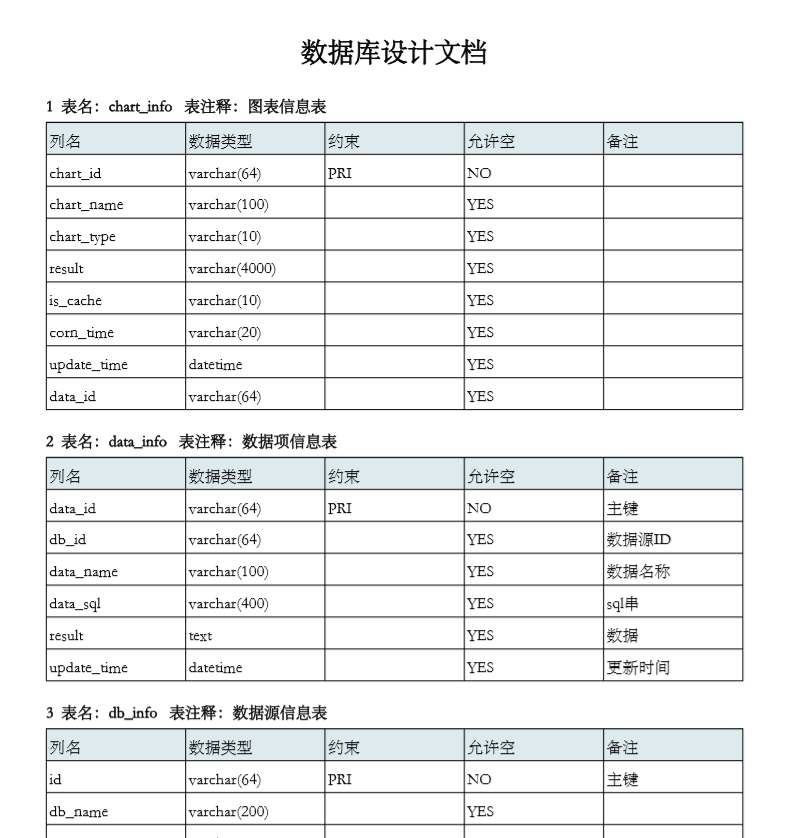 数据库设计文档
1 表名：chart_info 表注释：图表信息表
列名 数据类型 约束 允许空 备注
chart_id varchar(64) PRI NO
chart_name varchar(100) YES
chart_type varchar(10) YES
result varchar(4000) YES
is_cache varchar(10) YES
corn_time varchar(20) YES
update_time datetime YES
data_id varchar(64) YES
2 表名：data_info 表注释：数据项信息表
列名 数据类型 约束 允许空 备注
data_id varchar(64) PRI NO 主键
db_id varchar(64) YES 数据源ID
data_name varchar(100) YES 数据名称
data_sql varchar(400) YES sql串
result text YES 数据
update_time datetime YES 更新时间
3 表名：db_info 表注释：数据源信息表
列名 数据类型 约束 允许空 备注
id varchar(64) PRI NO 主键
db_name varchar(200) YES